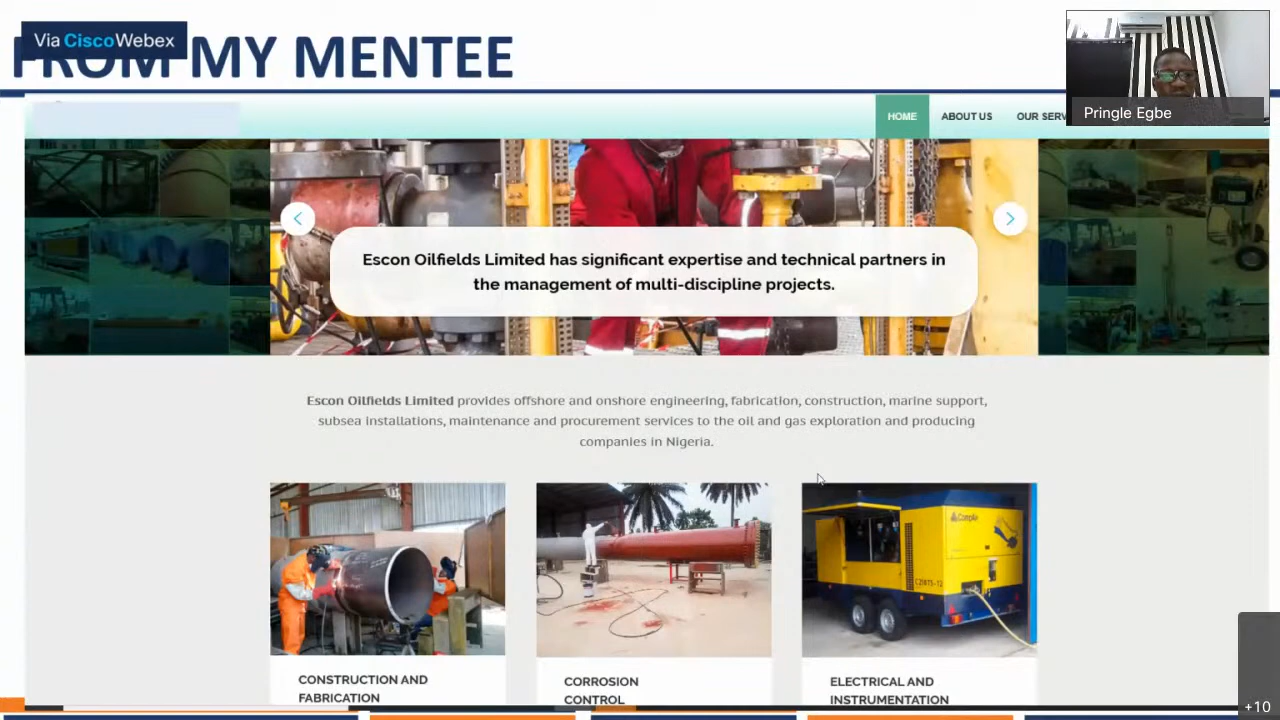 Via Cisco Webex
FROM MY MENTEE
Pringle Egbe
HOME ABOUT US OUR SERV
Escon Oilfields Limited has significant expertise and technical partners in
the management of multi-discipline projects.
Escon Oilfields Limited provides offshore and onshore engineering, fabrication, construction, marine support,
subsea installations, maintenance and procurement services to the oil and gas exploration and producing
companies in Nigeria.
CONSTRUCTION AND
FABRICATION
CORROSION
CONTROL
ELECTRICAL AND
INSTRUMENTATION
+10